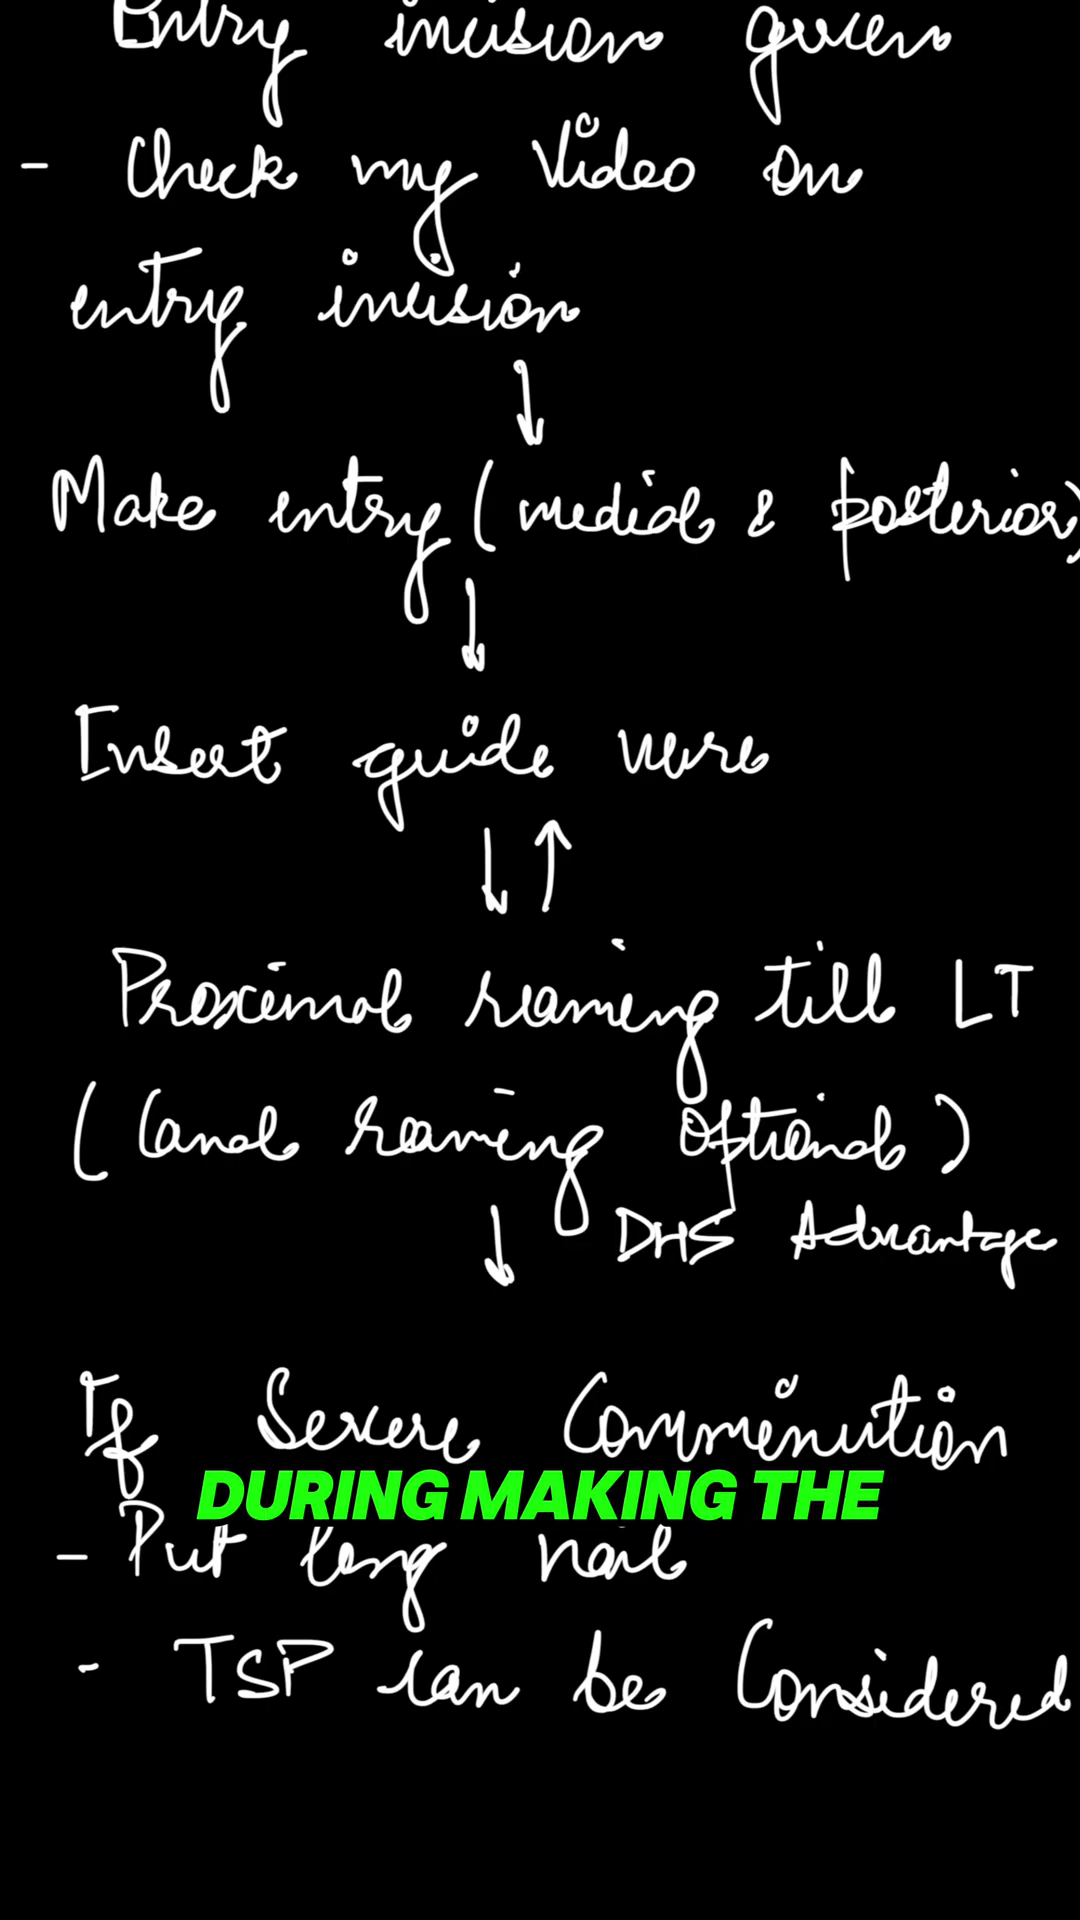 Entry incision given
- Check my Video on
entry incision
↓
Make entry (medial & posterior)
↓
Insert guide wire
↓↑
Proximal reaming till LT
(Canal reaming optional)
↓ DHS Advantage
If Severe Comminution
DURING MAKING THE
- Put long nail
- TSP can be Considered